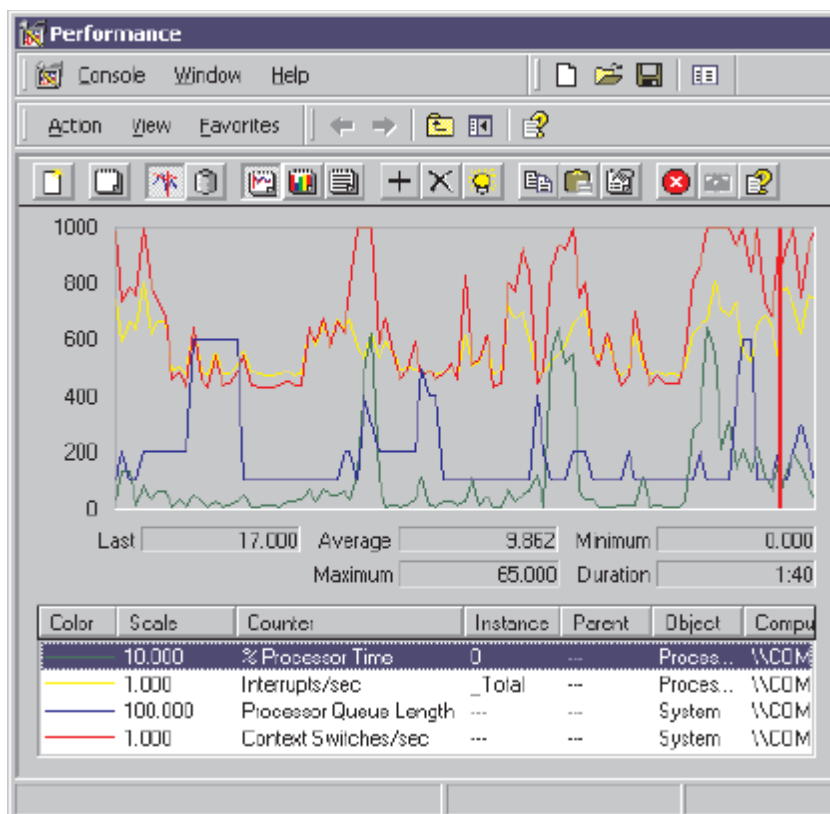 Performance
Console Window Help
Action View Favorites
1000
800
600
400
200
0
Last 17.000 Average 9.862 Minimum 0.000
Maximum 65.000 Duration 1:40
Color Scale Counter Instance Parent Object Compu
10.000 % Processor Time 0 --- Proces... \\COM
1.000 Interrupts/sec _Total --- Proces... \\COM
100.000 Processor Queue Length --- --- System \\COM
1.000 Context Switches/sec --- --- System \\COM